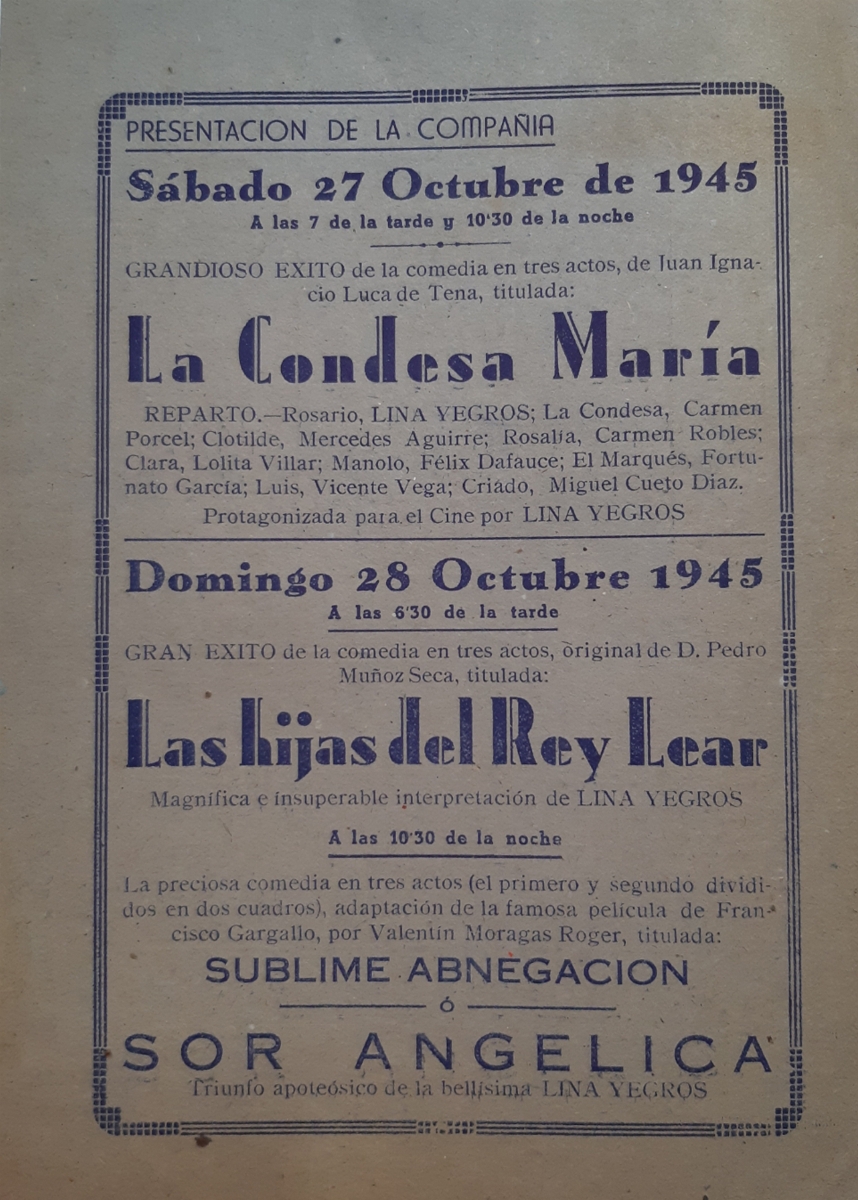 PRESENTACION DE LA COMPAÑIA
Sábado 27 Octubre de 1945
A las 7 de la tarde y 10'30 de la noche
GRANDIOSO EXITO de la comedia en tres actos, de Juan Igna-
cio Luca de Tena, titulada:
La Condesa María
REPARTO.—Rosario, LINA YEGROS; La Condesa, Carmen
Porcel; Clotilde, Mercedes Aguirre; Rosalía, Carmen Robles;
Clara, Lolita Villar; Manolo, Félix Dafauce; El Marqués, Fortu-
nato García; Luis, Vicente Vega; Criado, Miguel Cueto Diaz.
Protagonizada para el Cine por LINA YEGROS
Domingo 28 Octubre 1945
A las 6'30 de la tarde
GRAN EXITO de la comedia en tres actos, original de D. Pedro
Muñoz Seca, titulada:
Las hijas del Rey Lear
Magnífica e insuperable interpretación de LINA YEGROS
A las 10'30 de la noche
La preciosa comedia en tres actos (el primero y segundo dividi-
dos en dos cuadros), adaptación de la famosa película de Fran-
cisco Gargallo, por Valentín Moragas Roger, titulada:
SUBLIME ABNEGACION
ó
SOR ANGELICA
Triunfo apoteósico de la bellísima LINA YEGROS